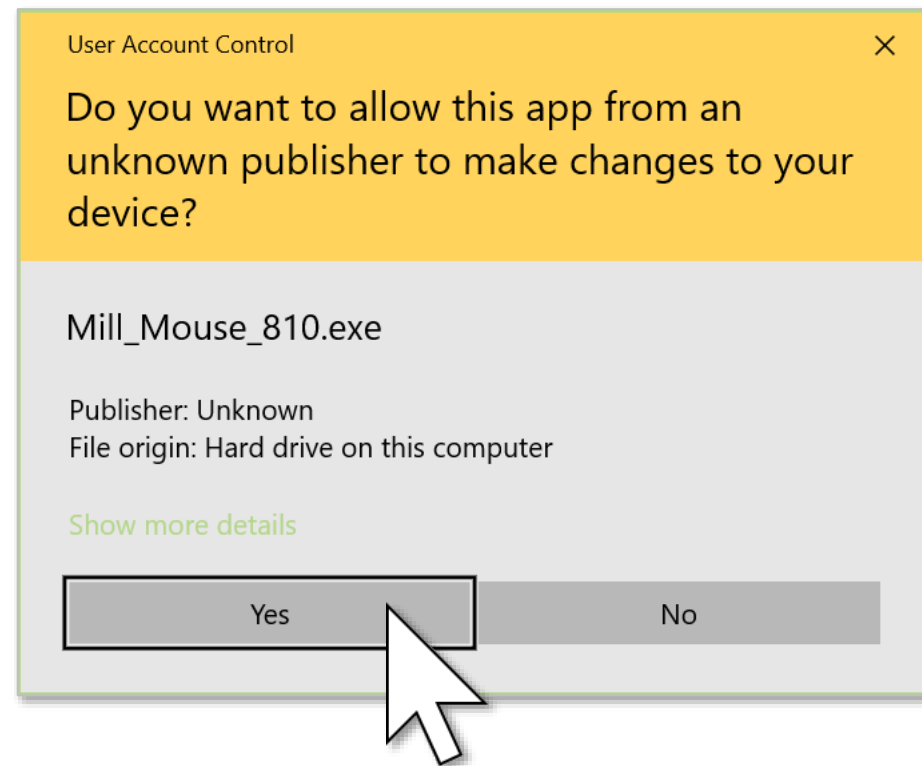 User Account Control
Do you want to allow this app from an
unknown publisher to make changes to your
device?
Mill_Mouse_810.exe
Publisher: Unknown
File origin: Hard drive on this computer
Show more details
Yes
No